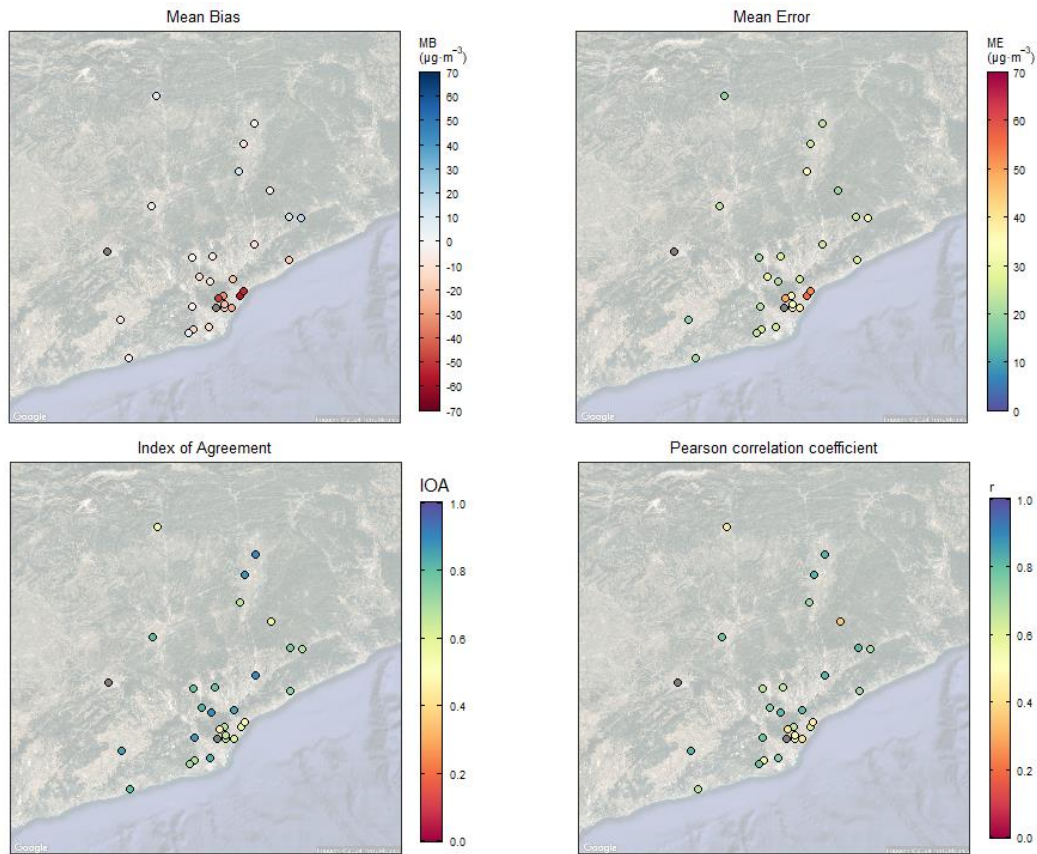 Mean Bias
MB
(µg·m⁻³)
70
60
50
40
30
20
10
0
-10
-20
-30
-40
-50
-60
-70
Google
Mean Error
ME
(µg·m⁻³)
70
60
50
40
30
20
10
0
Google
Index of Agreement
IOA
1.0
0.8
0.6
0.4
0.2
0.0
Google
Pearson correlation coefficient
r
1.0
0.8
0.6
0.4
0.2
0.0
Google